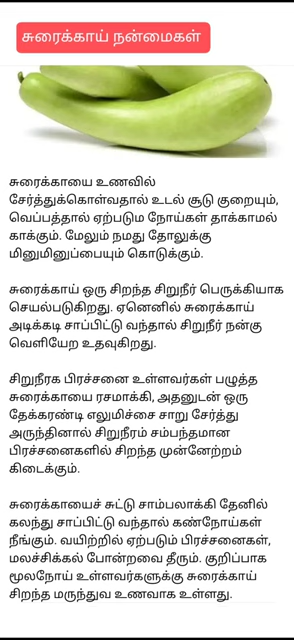 சுரைக்காய் நன்மைகள்
சுரைக்காயை உணவில்
சேர்த்துக்கொள்வதால் உடல் சூடு குறையும்,
வெப்பத்தால் ஏற்படும நோய்கள் தாக்காமல்
காக்கும். மேலும் நமது தோலுக்கு
மினுமினுப்பையும் கொடுக்கும்.
சுரைக்காய் ஒரு சிறந்த சிறுநீர் பெருக்கியாக
செயல்படுகிறது. ஏனெனில் சுரைக்காய்
அடிக்கடி சாப்பிட்டு வந்தால் சிறுநீர் நன்கு
வெளியேற உதவுகிறது.
சிறுநீரக பிரச்சனை உள்ளவர்கள் பழுத்த
சுரைக்காயை ரசமாக்கி, அதனுடன் ஒரு
தேக்கரண்டி எலுமிச்சை சாறு சேர்த்து
அருந்தினால் சிறுநீரம் சம்பந்தமான
பிரச்சனைகளில் சிறந்த முன்னேற்றம்
கிடைக்கும்.
சுரைக்காயைச் சுட்டு சாம்பலாக்கி தேனில்
கலந்து சாப்பிட்டு வந்தால் கண்நோய்கள்
நீங்கும். வயிற்றில் ஏற்படும் பிரச்சனைகள்,
மலச்சிக்கல் போன்றவை தீரும். குறிப்பாக
மூலநோய் உள்ளவர்களுக்கு சுரைக்காய்
சிறந்த மருந்துவ உணவாக உள்ளது.